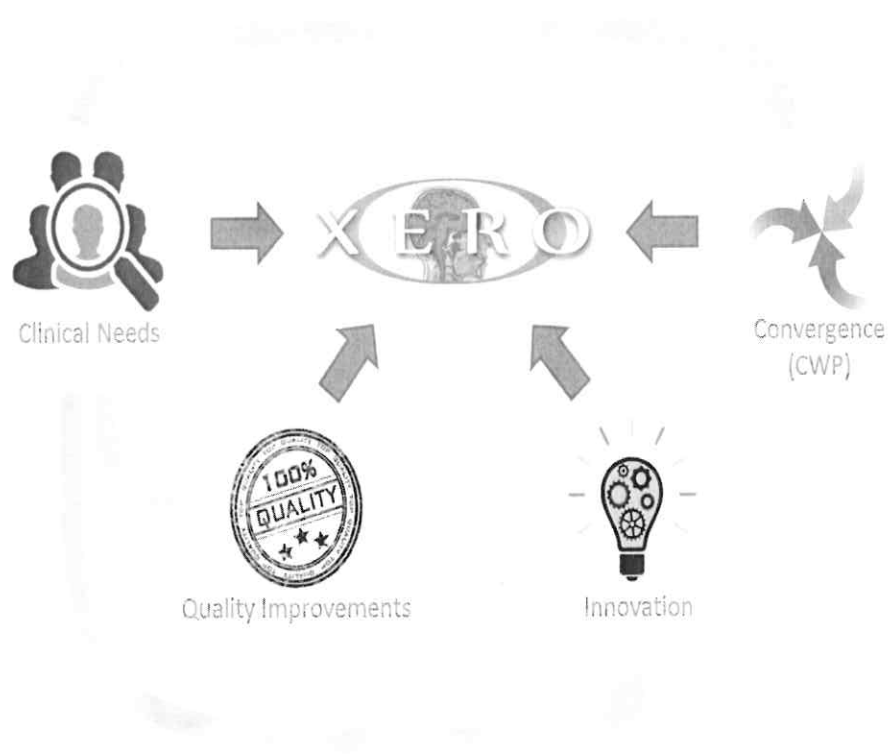 XERO
Clinical Needs
Convergence
(CWP)
100%
QUALITY
Quality Improvements
Innovation